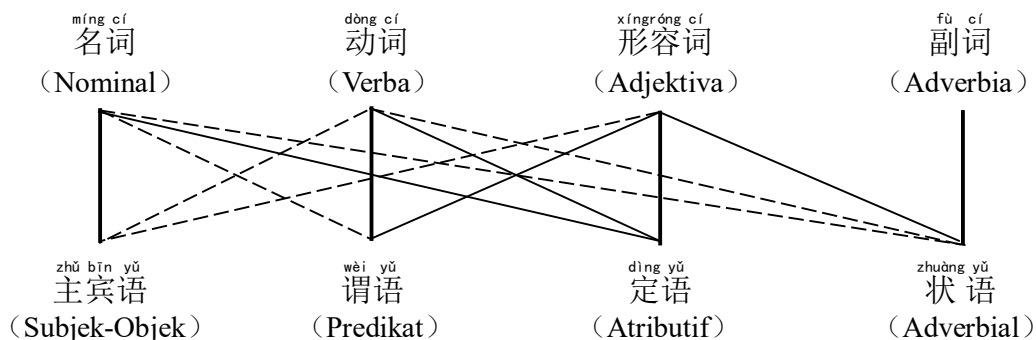 míng cí dòng cí xíngróng cí fù cí
名词 动词 形容词 副词
（Nominal） （Verba） （Adjektiva） （Adverbia）
zhǔ bīn yǔ wèi yǔ dìng yǔ zhuàng yǔ
主宾语 谓语 定语 状 语
（Subjek-Objek） （Predikat） （Atributif） （Adverbial）